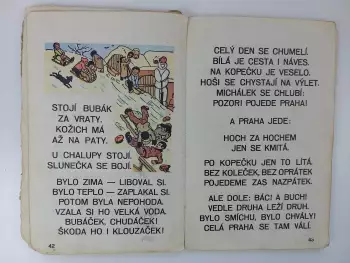 STOJÍ BUBÁK
ZA VRATY.
KOŽICH MÁ
AŽ NA PATY.
U CHALUPY STOJÍ.
SLUNEČKA SE BOJÍ.
BYLO ZIMA — LIBOVAL SI.
BYLO TEPLO — ZAPLAKAL SI.
POTOM BYLA NEPOHODA.
VZALA SI HO VELKÁ VODA.
BUBÁČEK, CHUDÁČEK!
ŠKODA HO I KLOUZAČEK!
42
CELÝ DEN SE CHUMELÍ.
BÍLÁ JE CESTA I NÁVES.
NA KOPEČKU JE VESELO.
HOŠI SE CHYSTAJÍ NA VÝLET.
MICHÁLEK SE CHLUBÍ:
POZOR! POJEDE PRAHA!
A PRAHA JEDE:
HOCH ZA HOCHEM
JEN SE KMITÁ.
PO KOPEČKU JEN TO LÍTÁ.
BEZ KOLEČEK, BEZ OPRÁTEK
POJEDEME ZAS NAZPÁTEK.
ALE DOLE: BÁC! A BUCH!
VEDLE DRUHA LEŽÍ DRUH.
BYLO SMÍCHU, BYLO CHVÁLY!
CELÁ PRAHA SE TAM VÁLÍ.